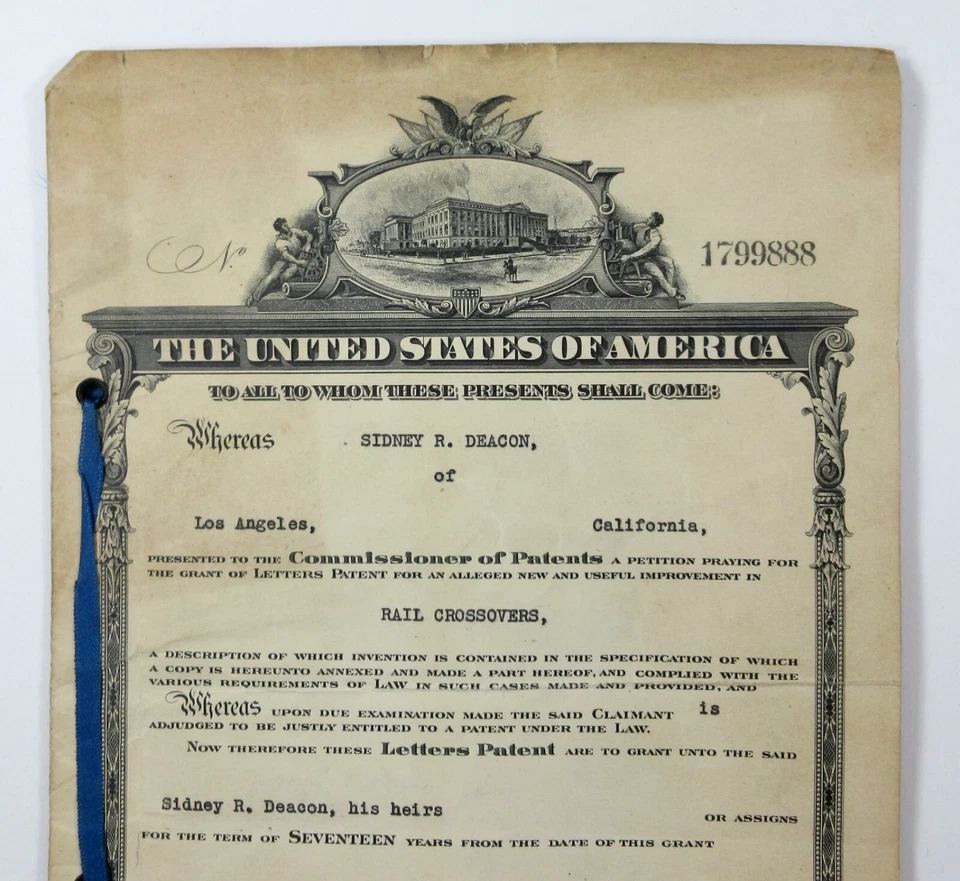 No. 1799888
THE UNITED STATES OF AMERICA
TO ALL TO WHOM THESE PRESENTS SHALL COME:
Whereas SIDNEY R. DEACON,
of
Los Angeles, California,
PRESENTED TO THE Commissioner of Patents A PETITION PRAYING FOR
THE GRANT OF LETTERS PATENT FOR AN ALLEGED NEW AND USEFUL IMPROVEMENT IN
RAIL CROSSOVERS,
A DESCRIPTION OF WHICH INVENTION IS CONTAINED IN THE SPECIFICATION OF WHICH
A COPY IS HEREUNTO ANNEXED AND MADE A PART HEREOF, AND COMPLIED WITH THE
VARIOUS REQUIREMENTS OF LAW IN SUCH CASES MADE AND PROVIDED, AND
Whereas UPON DUE EXAMINATION MADE THE SAID CLAIMANT is
ADJUDGED TO BE JUSTLY ENTITLED TO A PATENT UNDER THE LAW.
NOW THEREFORE THESE Letters Patent ARE TO GRANT UNTO THE SAID
Sidney R. Deacon, his heirs OR ASSIGNS
FOR THE TERM OF SEVENTEEN YEARS FROM THE DATE OF THIS GRANT